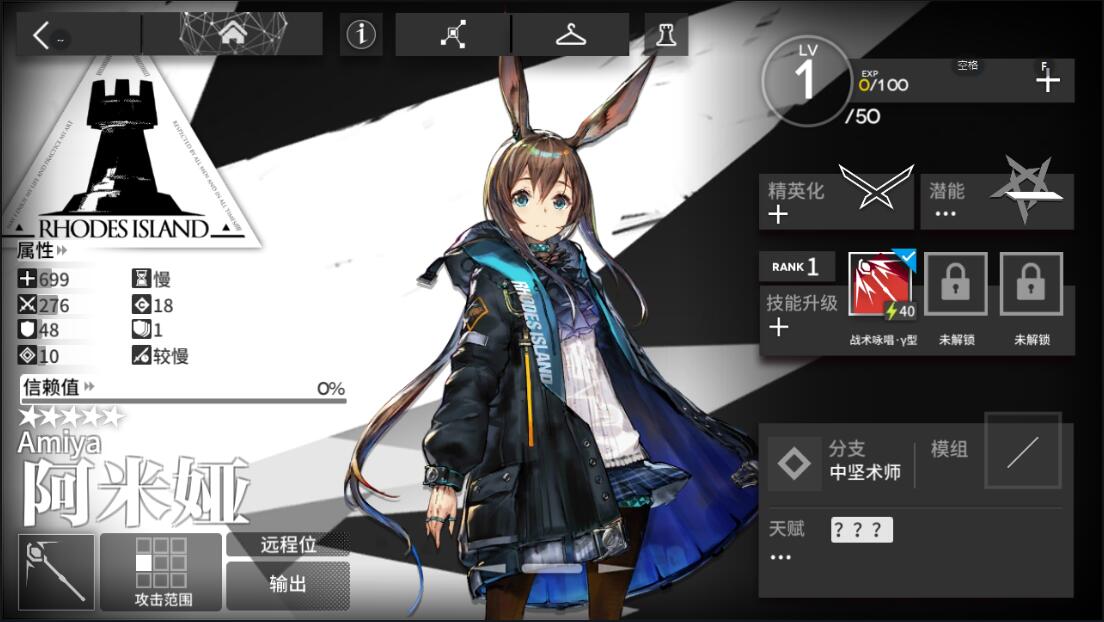 LV
1
EXP
0/100
/50
空格
F
RHODES ISLAND
属性
699
慢
276
18
48
1
10
较慢
信赖值
0%
Amiya
阿米娅
攻击范围
远程位
输出
RHODES ISLAND
精英化
潜能
RANK 1
技能升级
40
战术咏唱·γ型
未解锁
未解锁
分支
中坚术师
模组
天赋
？？？